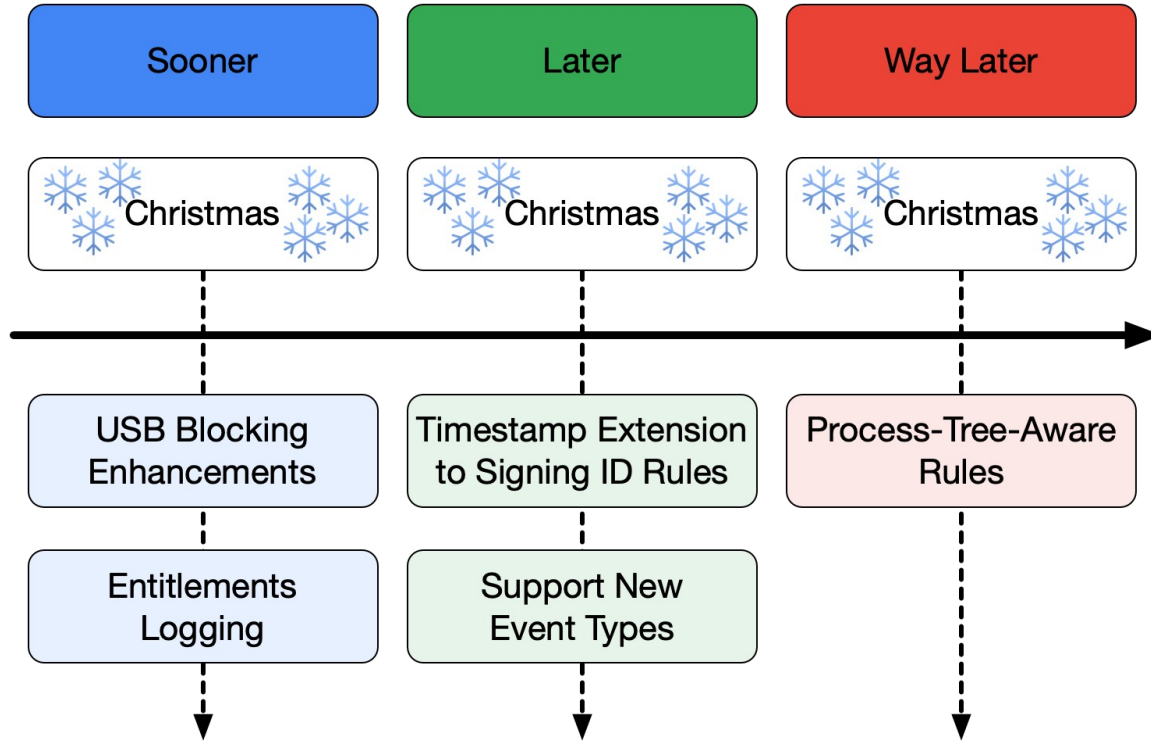 Sooner
Later
Way Later
Christmas
Christmas
Christmas
USB Blocking
Enhancements
Timestamp Extension
to Signing ID Rules
Process-Tree-Aware
Rules
Entitlements
Logging
Support New
Event Types